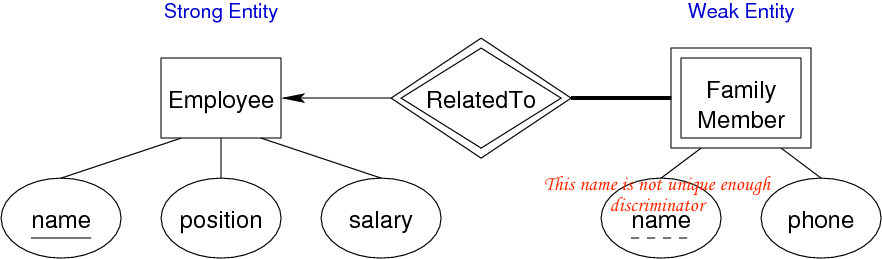 Strong Entity
Weak Entity
Employee
RelatedTo
Family
Member
This name is not unique enough
discriminator
name
position
salary
name
phone